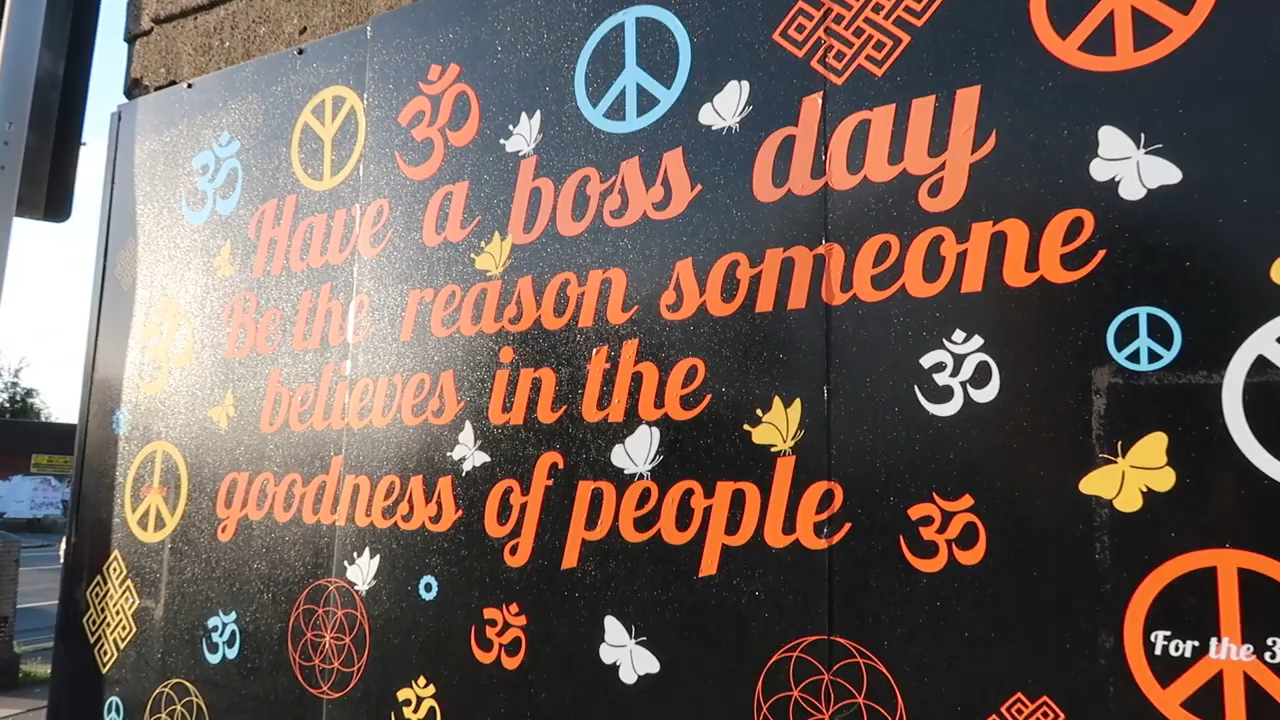 Have a boss day
Be the reason someone
believes in the
goodness of people
For the 3